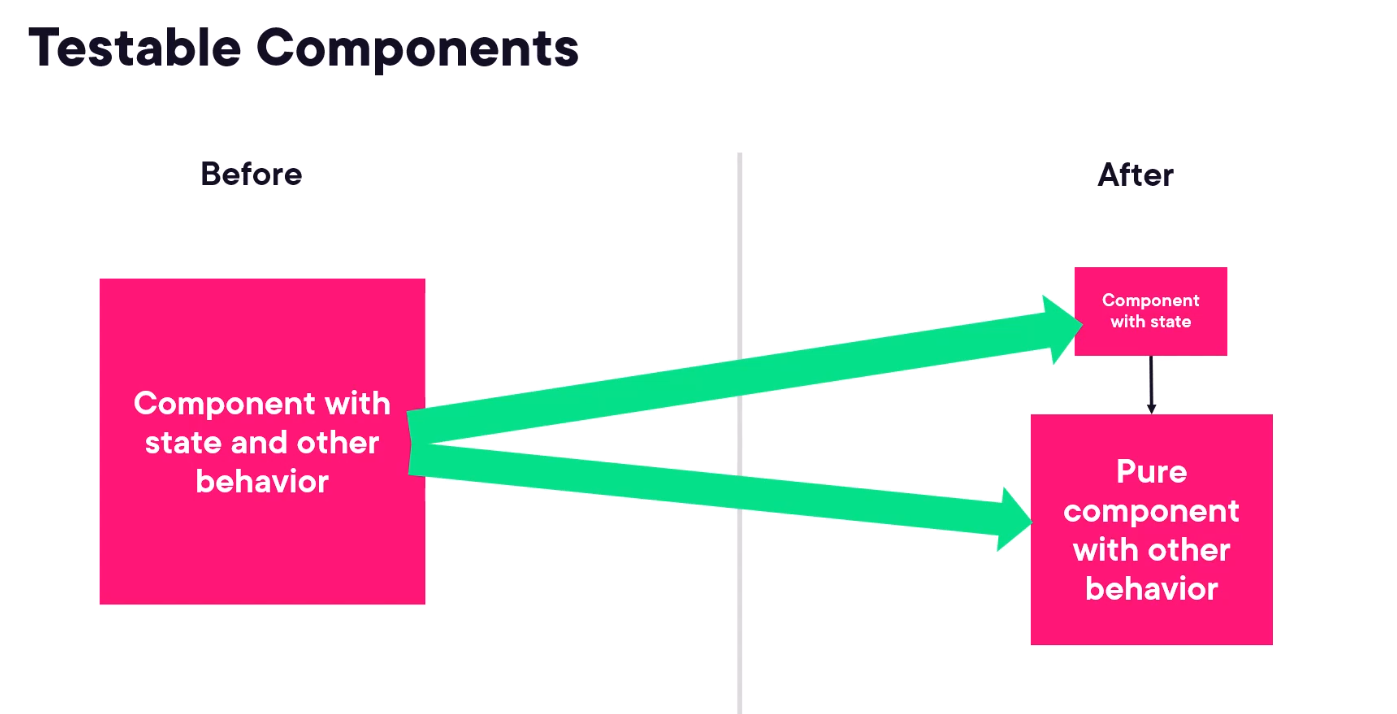 Testable Components
Before
After
Component with
state and other
behavior
Component
with state
Pure
component
with other
behavior